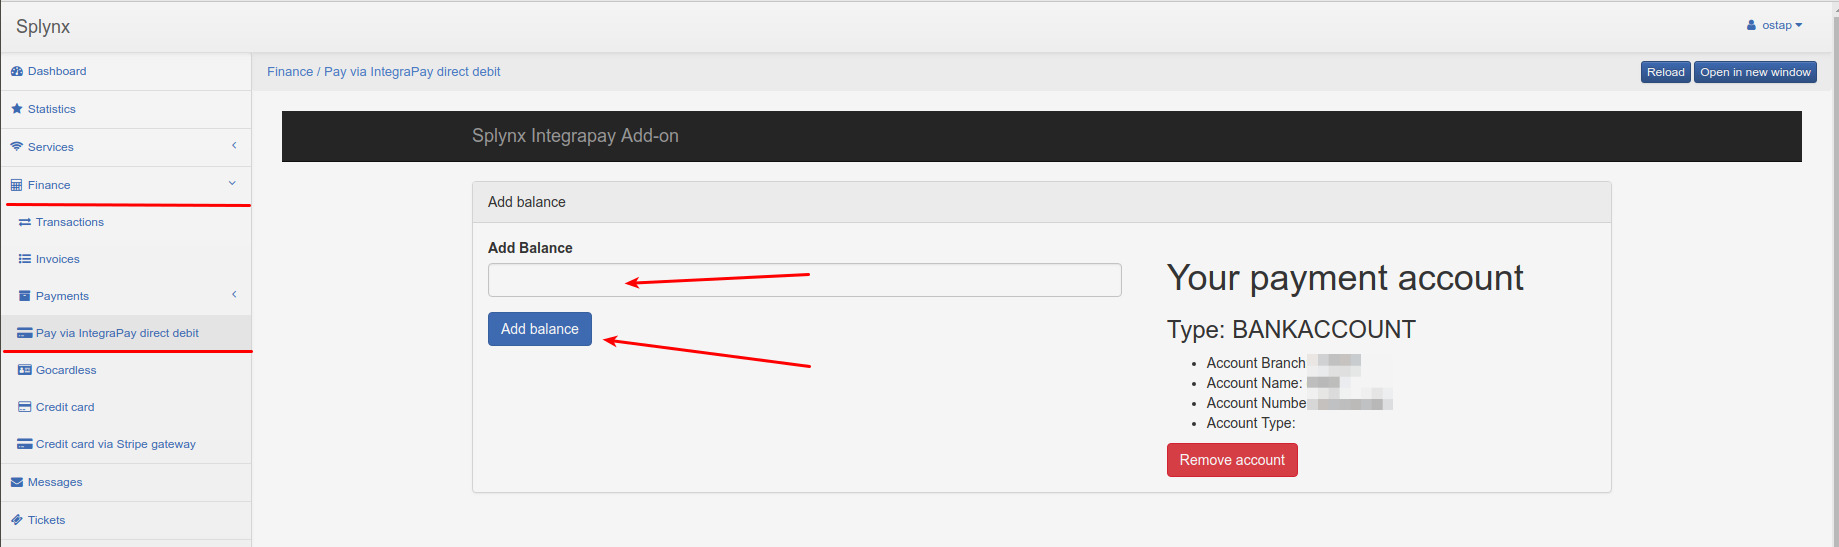 Splynx
ostap
Dashboard
Statistics
Services
Finance
Transactions
Invoices
Payments
Pay via IntegraPay direct debit
Gocardless
Credit card
Credit card via Stripe gateway
Messages
Tickets
Finance / Pay via IntegraPay direct debit
Reload
Open in new window
Splynx Integrapay Add-on
Add balance
Add Balance
Add balance
Your payment account
Type: BANKACCOUNT
Account Branch
Account Name:
Account Numbe
Account Type:
Remove account